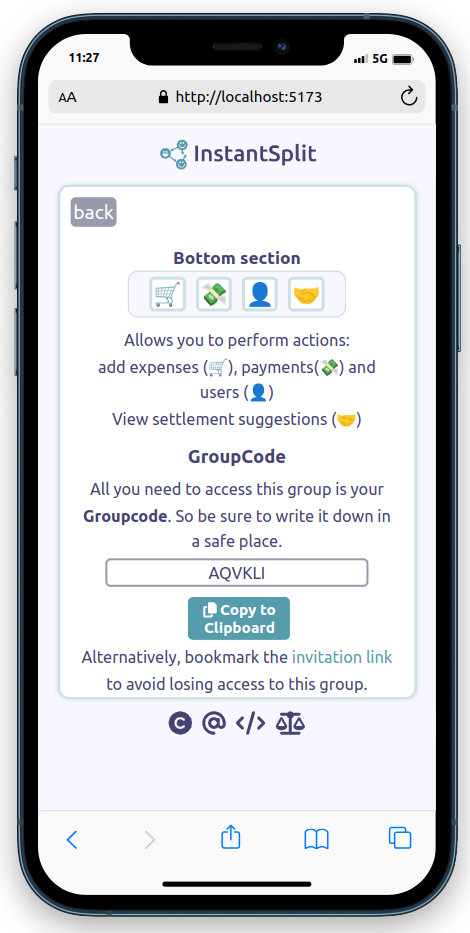 11:27
5G
AA
http://localhost:5173
InstantSplit
back
Bottom section
Allows you to perform actions:
add expenses (🛒), payments(💸) and
users (👤)
View settlement suggestions (🤝)
GroupCode
All you need to access this group is your
Groupcode. So be sure to write it down in
a safe place.
AQVKLI
Copy to
Clipboard
Alternatively, bookmark the invitation link
to avoid losing access to this group.